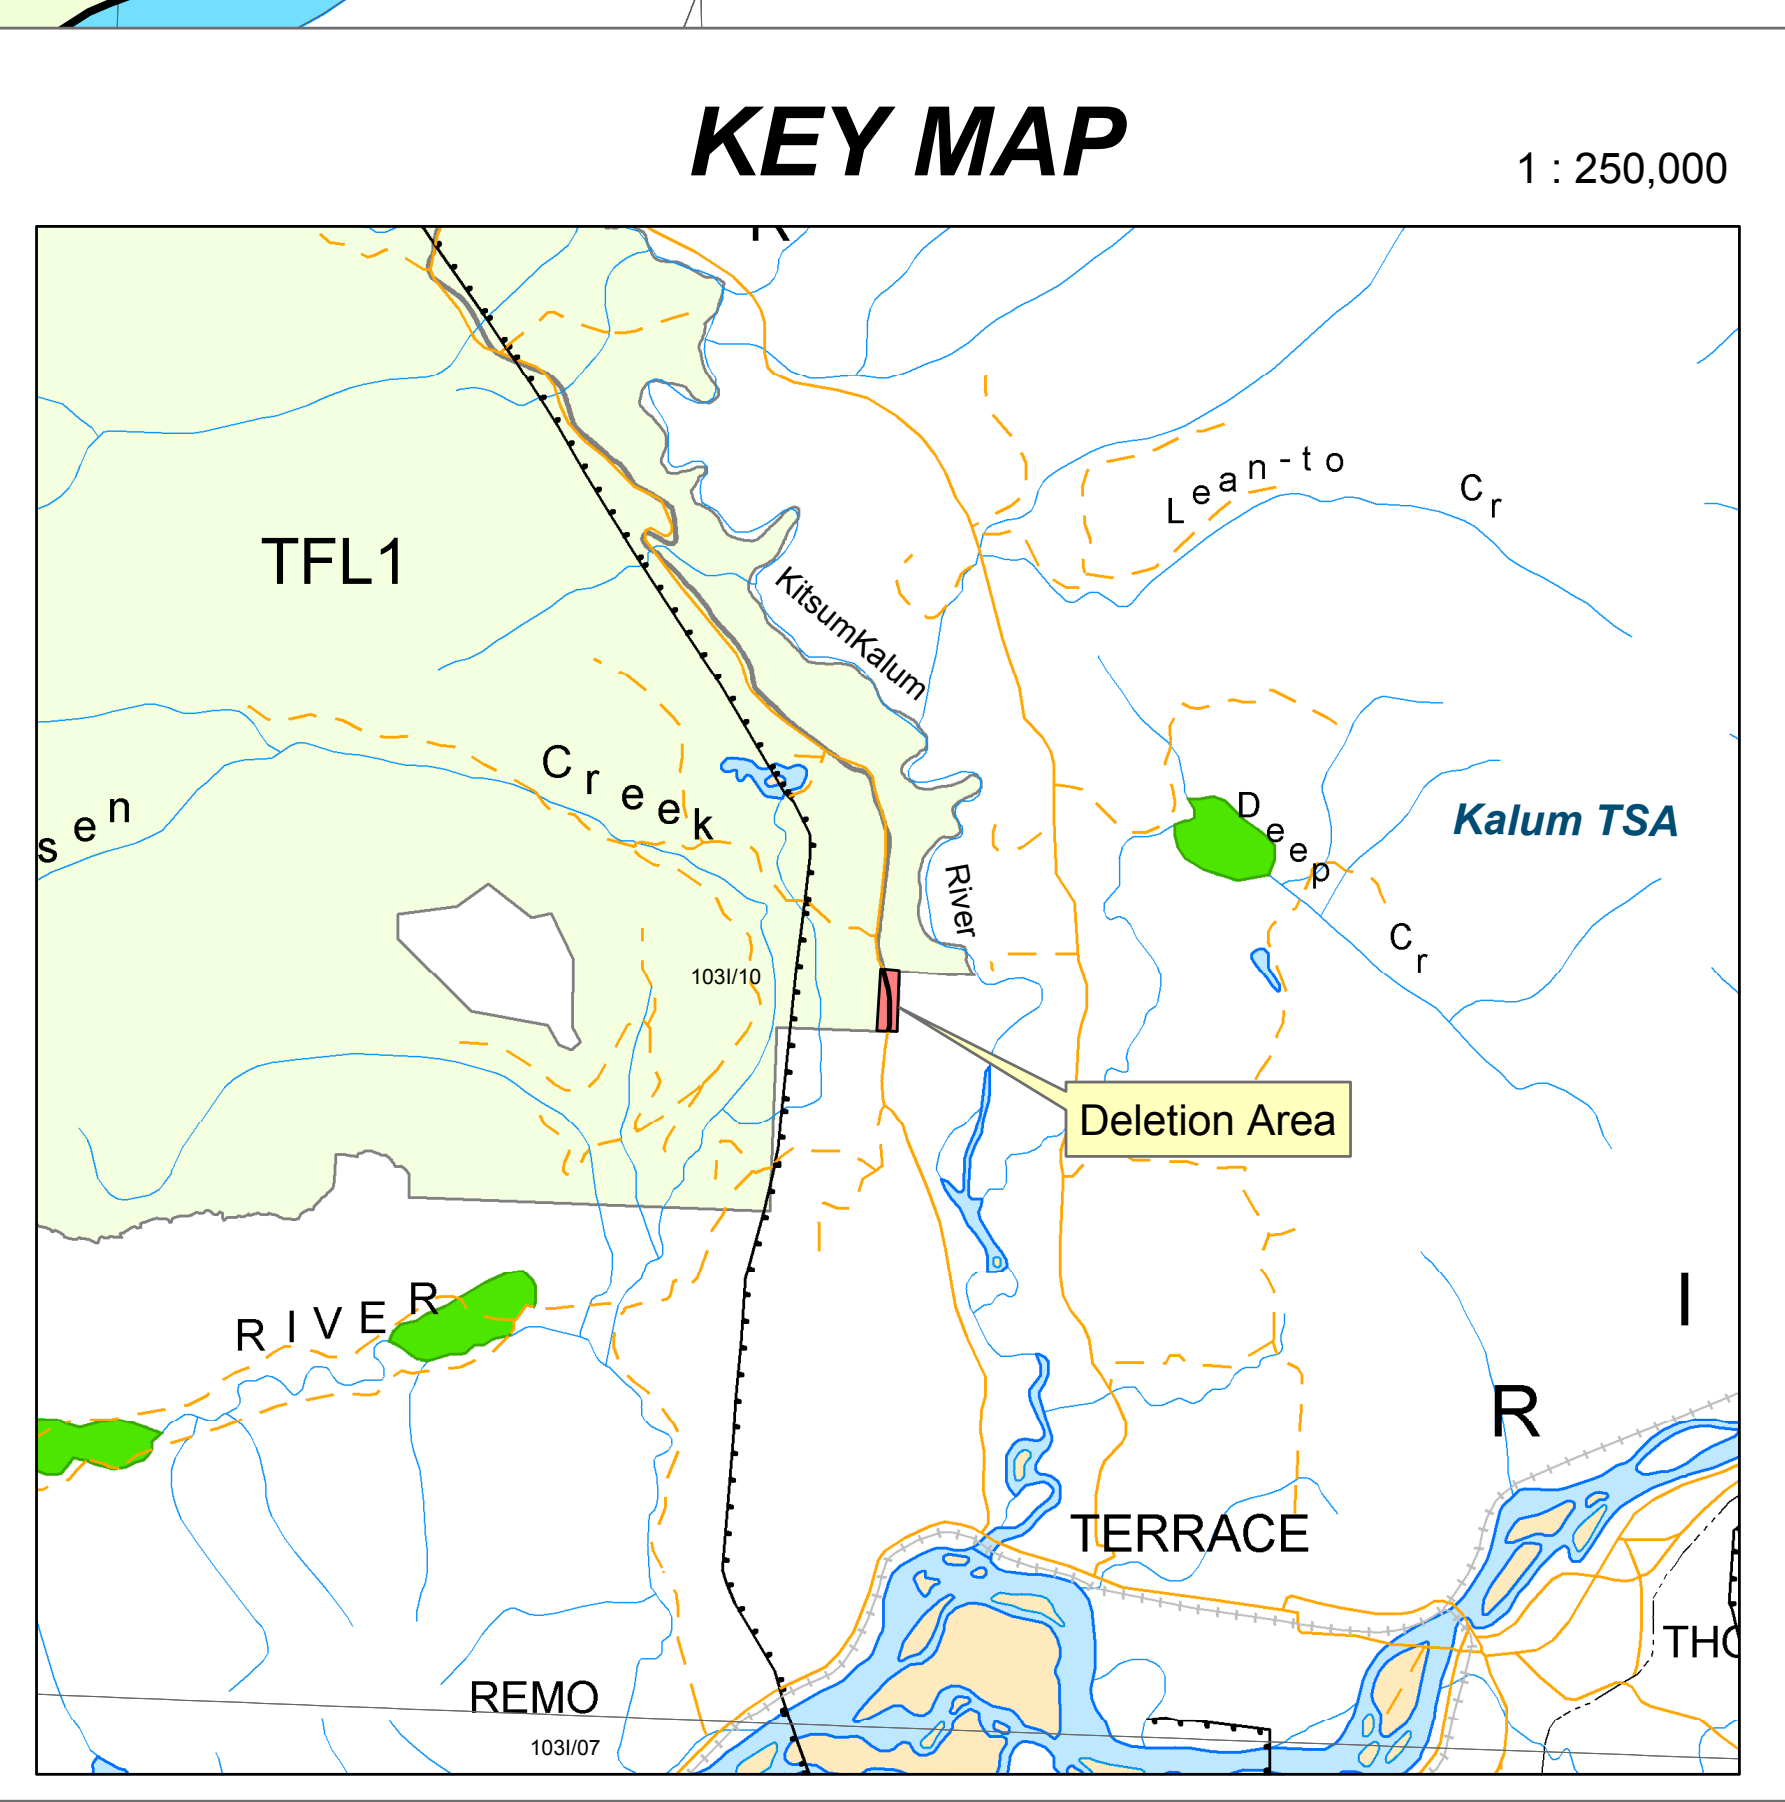 KEY MAP
1 : 250,000
Lean-to Cr
TFL1
KitsumKalum
River
Creek
sen
Deep Cr
Kalum TSA
103I/10
Deletion Area
RIVER
I
R
TERRACE
REMO
103I/07